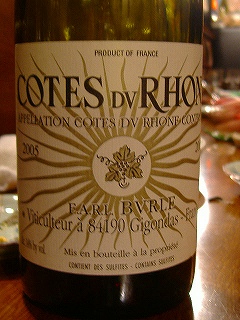 PRODUCT OF FRANCE
COTES DV RHON
APPELLATION COTES DV RHONE CONT
2005
EARL BVRLE
Viticulteur à 84190 Gigondas - Fran
Mis en bouteille à la propriété
CONTIENT DES SULFITES - CONTAINS SULFITES